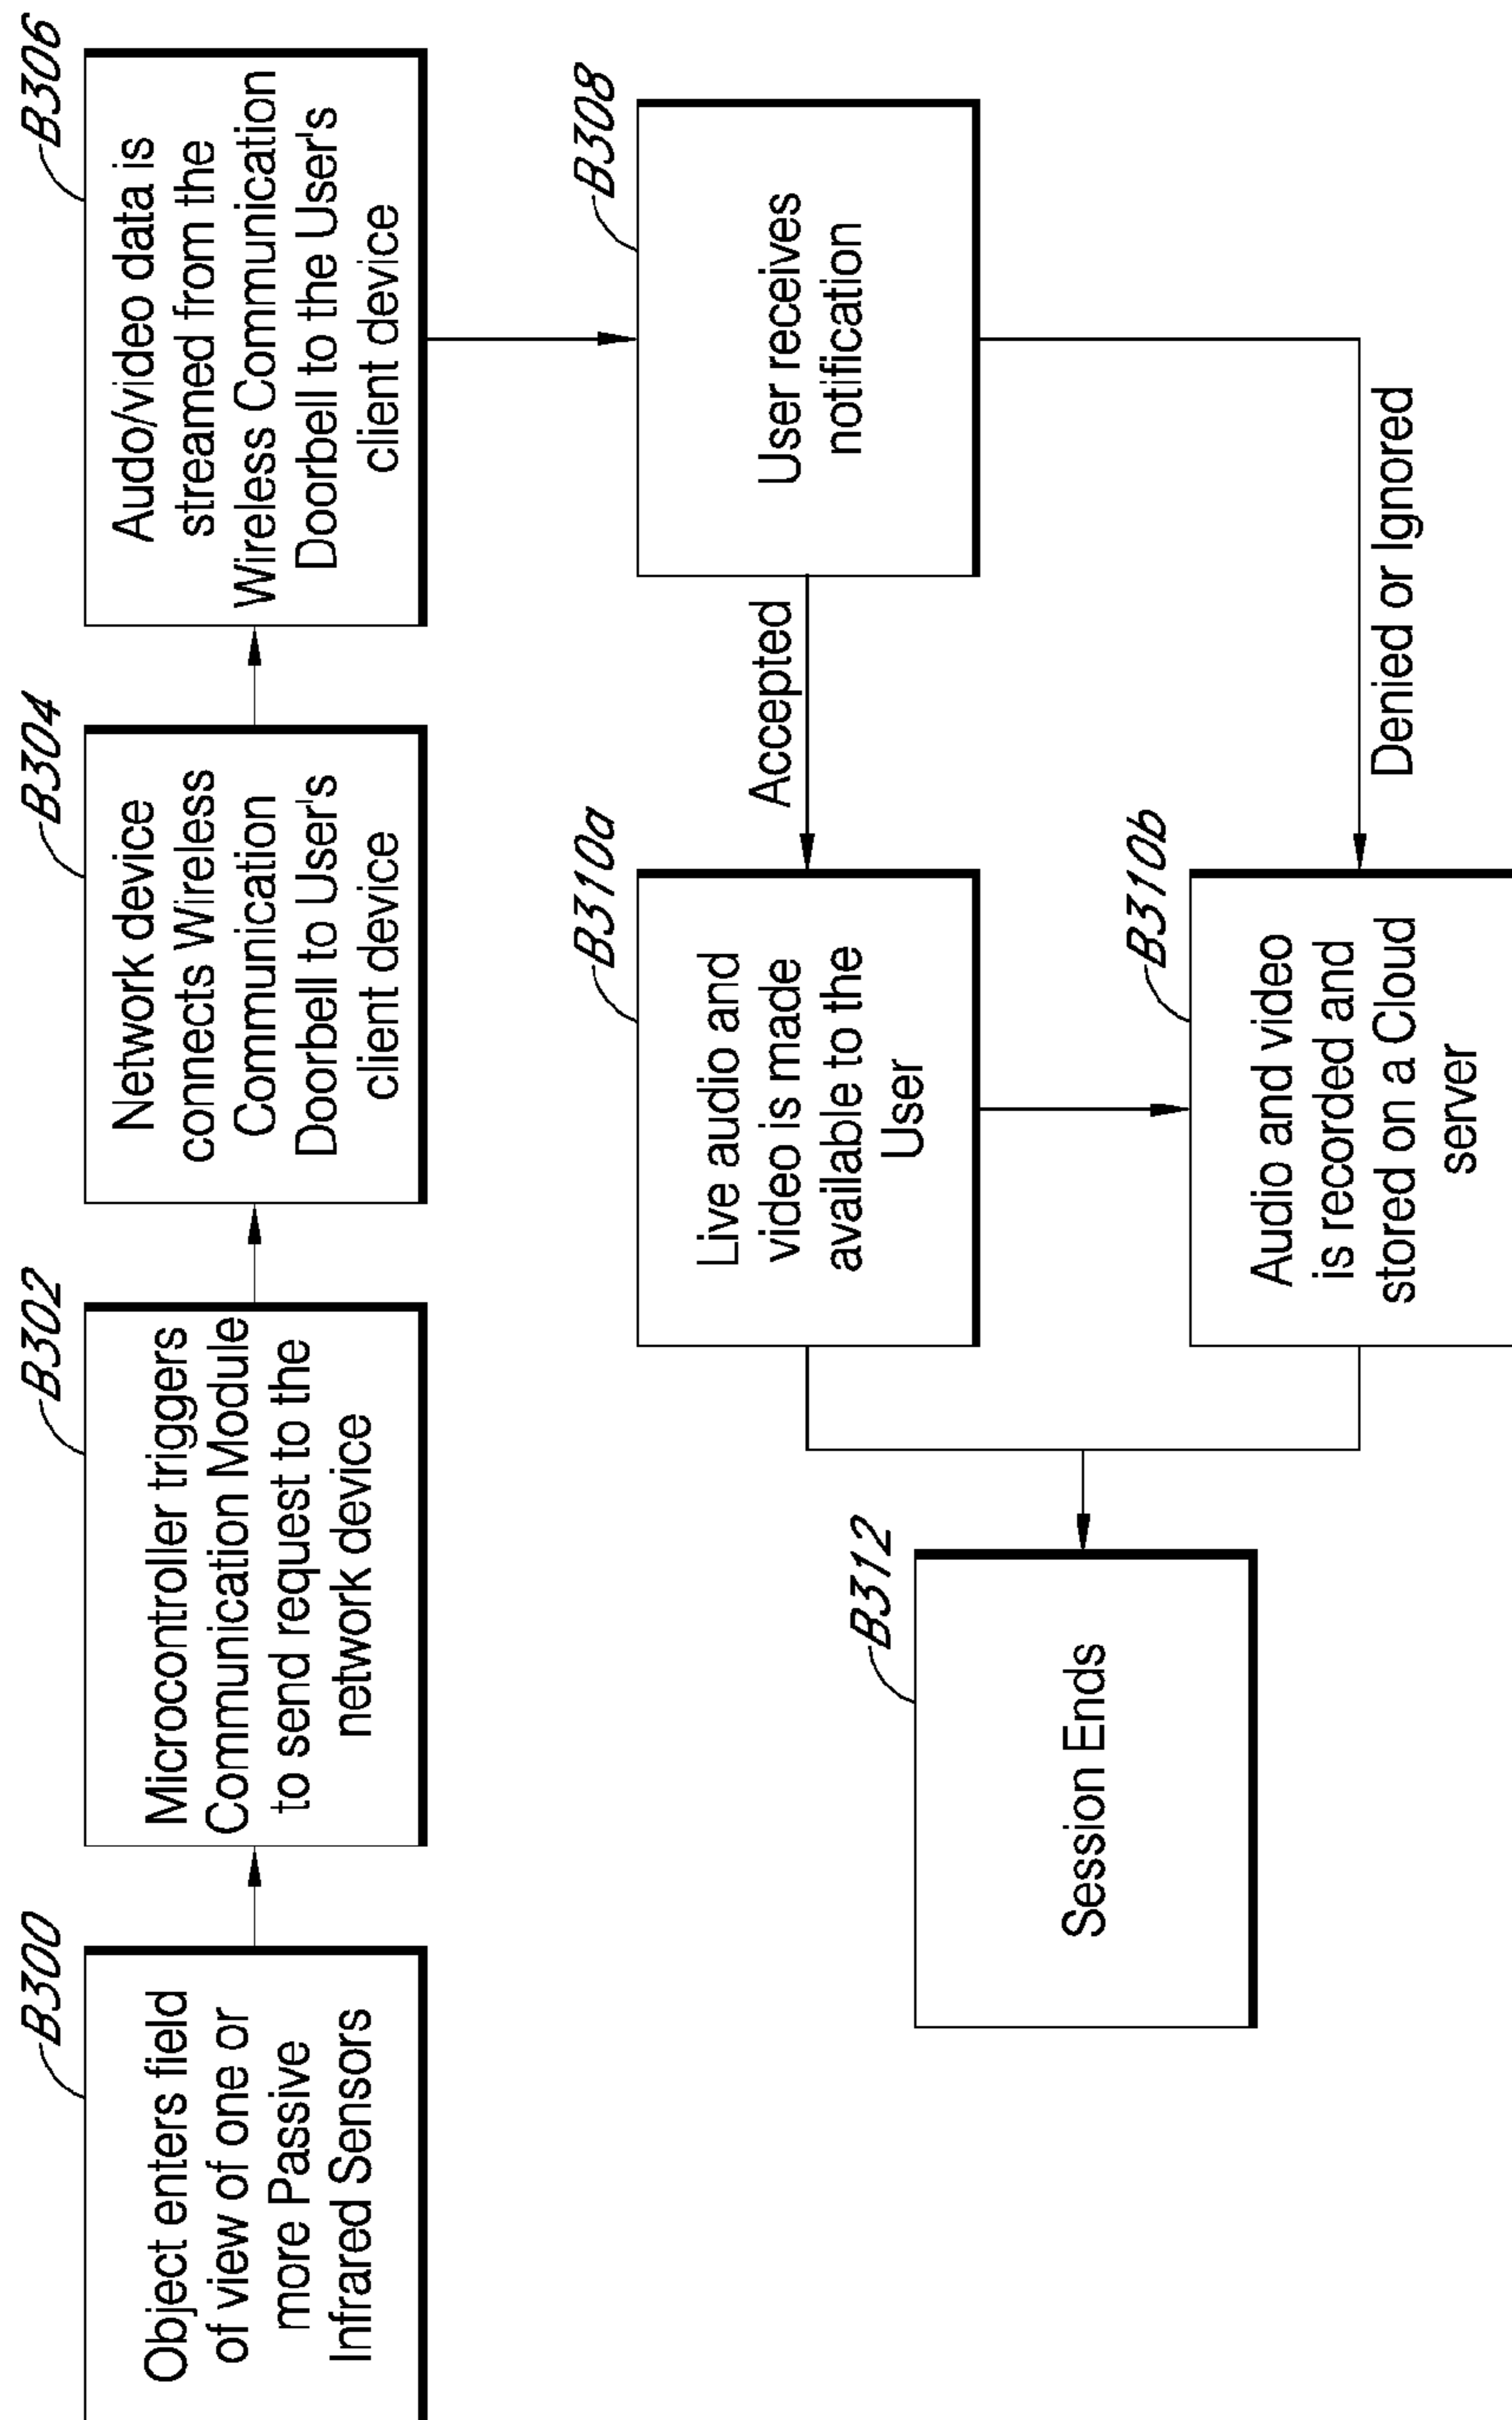 B300
Object enters field
of view of one or
more Passive
Infrared Sensors
B302
Microcontroller triggers
Communication Module
to send request to the
network device
B304
Network device
connects Wireless
Communication
Doorbell to User's
client device
B306
Audo/video data is
streamed from the
Wireless Communication
Doorbell to the User's
client device
B308
User receives
notification
Accepted
B310a
Live audio and
video is made
available to the
User
Denied or Ignored
B310b
Audio and video
is recorded and
stored on a Cloud
server
B312
Session Ends